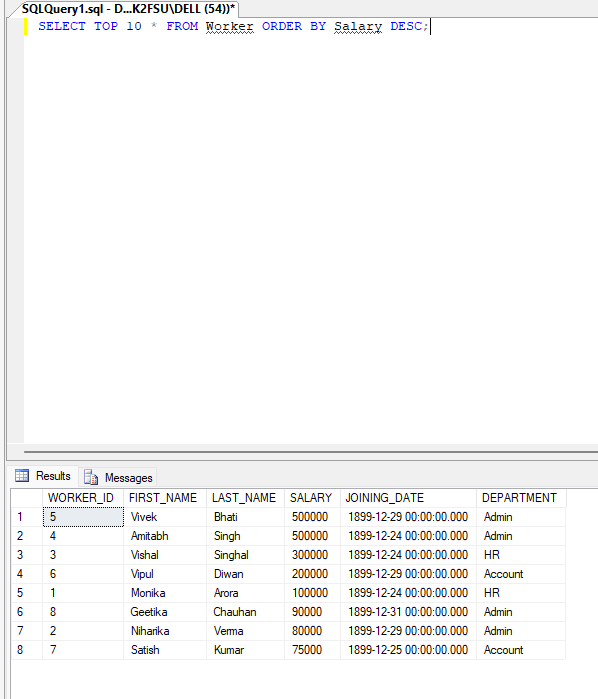 SQLQuery1.sql - D...K2FSU\DELL (54))*
SELECT TOP 10 * FROM Worker ORDER BY Salary DESC;
Results Messages
WORKER_ID FIRST_NAME LAST_NAME SALARY JOINING_DATE DEPARTMENT
1 5 Vivek Bhati 500000 1899-12-29 00:00:00.000 Admin
2 4 Amitabh Singh 500000 1899-12-24 00:00:00.000 Admin
3 3 Vishal Singhal 300000 1899-12-24 00:00:00.000 HR
4 6 Vipul Diwan 200000 1899-12-29 00:00:00.000 Account
5 1 Monika Arora 100000 1899-12-24 00:00:00.000 HR
6 8 Geetika Chauhan 90000 1899-12-31 00:00:00.000 Admin
7 2 Niharika Verma 80000 1899-12-29 00:00:00.000 Admin
8 7 Satish Kumar 75000 1899-12-25 00:00:00.000 Account